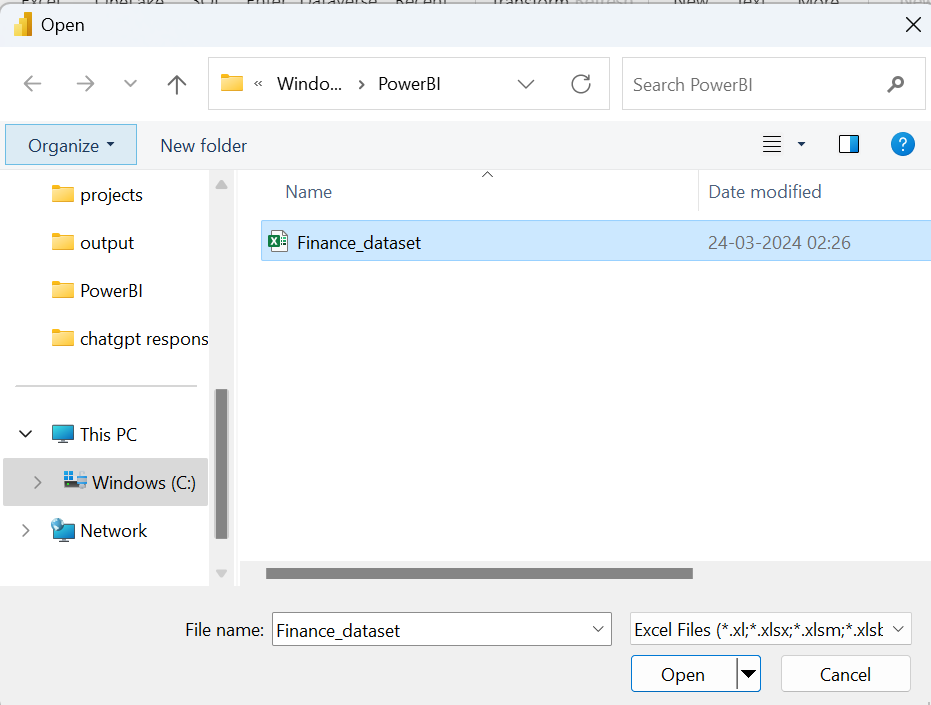 Open
« Windo... › PowerBI
Search PowerBI
Organize
New folder
?
Name
Date modified
projects
output
PowerBI
chatgpt respons
This PC
Windows (C:)
Network
Finance_dataset 24-03-2024 02:26
File name: Finance_dataset
Excel Files (*.xl;*.xlsx;*.xlsm;*.xlsb
Open
Cancel